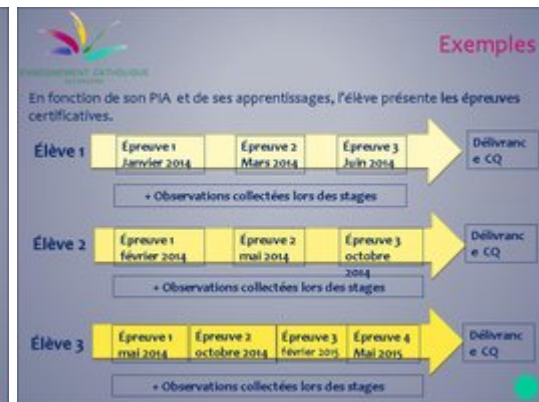 Exemples
ENSEIGNEMENT CATHOLIQUE
En fonction de son PIA et de ses apprentissages, l'élève présente les épreuves
certificatives.
Élève 1
Épreuve 1
Janvier 2014
Épreuve 2
Mars 2014
Épreuve 3
Juin 2014
Délivranc
e CQ
+ Observations collectées lors des stages
Élève 2
Épreuve 1
février 2014
Épreuve 2
mai 2014
Épreuve 3
octobre
2014
Délivranc
e CQ
+ Observations collectées lors des stages
Élève 3
Épreuve 1
mai 2014
Épreuve 2
octobre 2014
Épreuve 3
février 2015
Épreuve 4
Mai 2015
Délivranc
e CQ
+ Observations collectées lors des stages